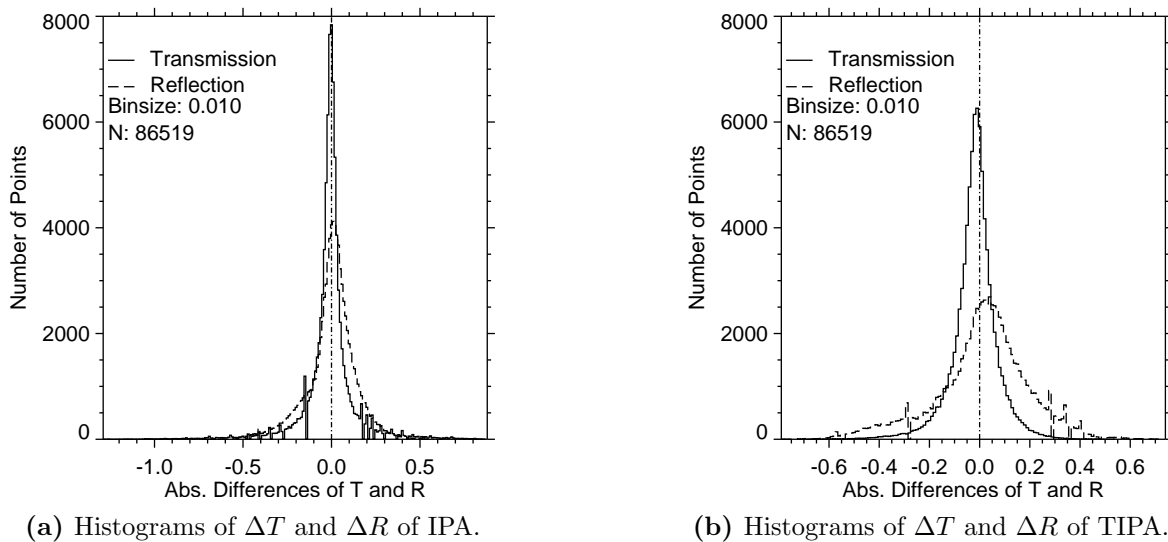 8000
6000
4000
2000
0
Number of Points
Transmission
Reflection
Binsize: 0.010
N: 86519
-1.0 -0.5 0.0 0.5
Abs. Differences of T and R
(a) Histograms of ΔT and ΔR of IPA.
8000
6000
4000
2000
0
Number of Points
Transmission
Reflection
Binsize: 0.010
N: 86519
-0.6 -0.4 -0.2 0.0 0.2 0.4 0.6
Abs. Differences of T and R
(b) Histograms of ΔT and ΔR of TIPA.